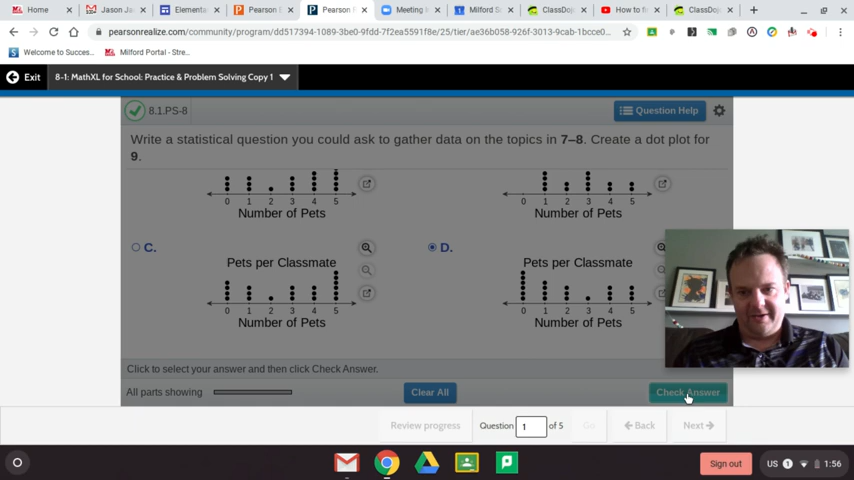 Home
Jason Ja
Elementa
Pearson R
Pearson F
Meeting i
Milford S
ClassDojo
How to fi
ClassDojo
pearsonrealize.com/community/program/dd517394-1089-3be0-9fdd-7f2ea5591f8e/25/tier/ae36b058-926f-3013-9cab-1bcce0...
Welcome to Succes...
Milford Portal - Stre...
Exit
8-1: MathXL for School: Practice & Problem Solving Copy 1
8.1.PS-8
Question Help
Write a statistical question you could ask to gather data on the topics in 7–8. Create a dot plot for
9.
0 1 2 3 4 5
Number of Pets
0 1 2 3 4 5
Number of Pets
C.
Pets per Classmate
0 1 2 3 4 5
Number of Pets
D.
Pets per Classmate
0 1 2 3 4 5
Number of Pets
Click to select your answer and then click Check Answer.
All parts showing
Clear All
Check Answer
Review progress
Question 1 of 5
Go
Back
Next
Sign out
US
1
1:56